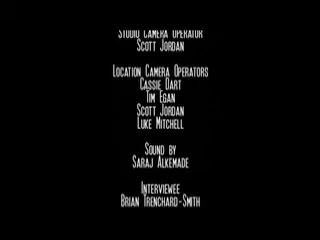 Studio Camera Operator
Scott Jordan
Location Camera Operators
Cassie Dart
Tim Egan
Scott Jordan
Luke Mitchell
Sound by
Saraj Alkemade
Interviewee
Brian Trenchard-Smith